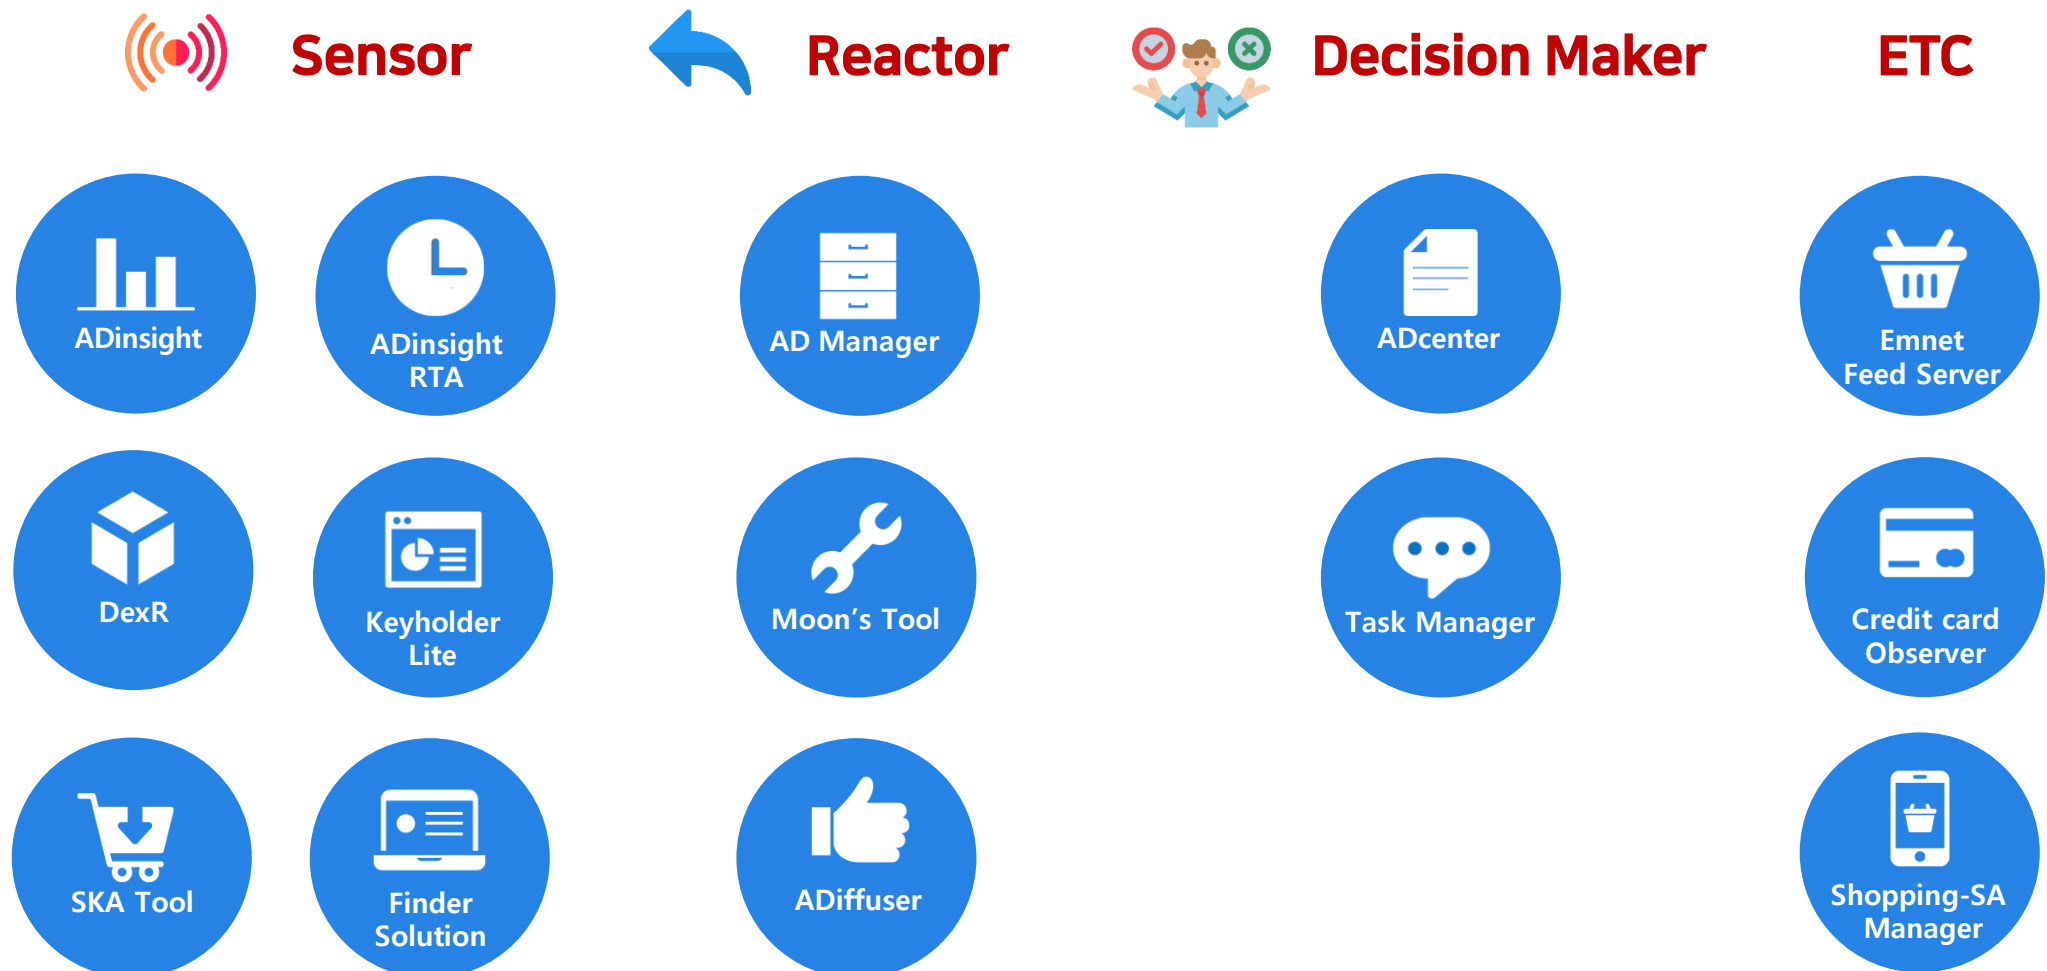 Sensor
Reactor
Decision Maker
ETC
ADinsight
ADinsight
RTA
AD Manager
ADcenter
Emnet
Feed Server
DexR
Keyholder
Lite
Moon’s Tool
Task Manager
Credit card
Observer
SKA Tool
Finder
Solution
ADiffuser
Shopping-SA
Manager